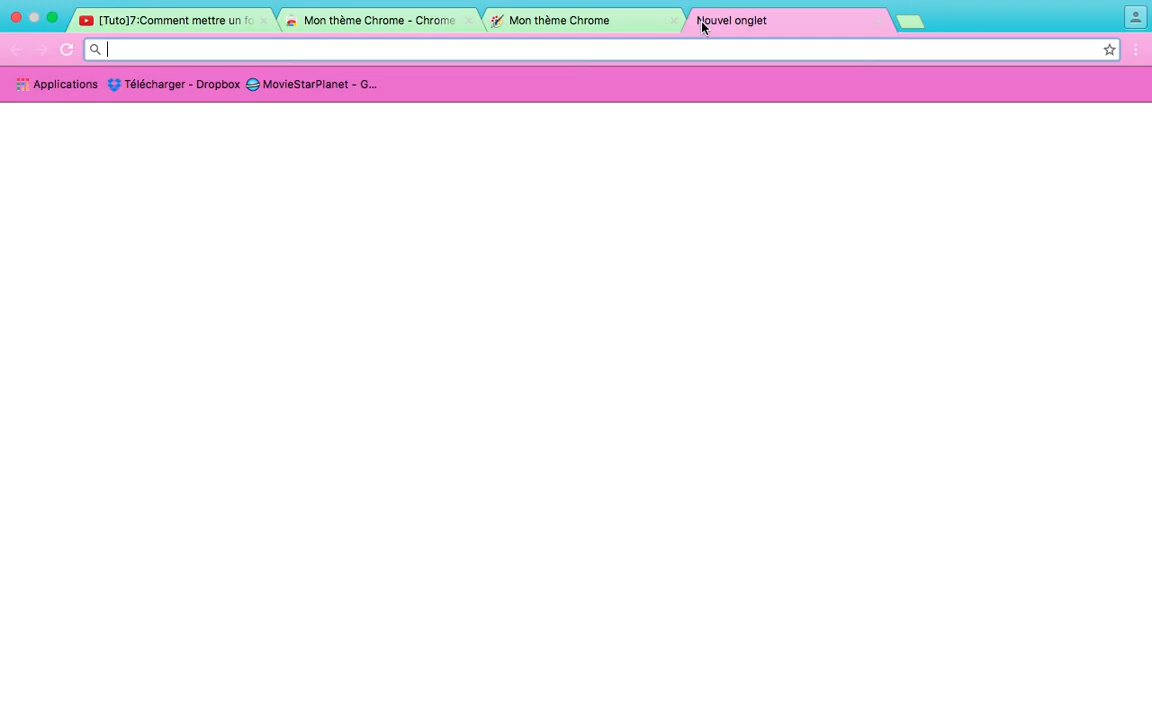 [Tuto]7:Comment mettre un fo
Mon thème Chrome - Chrome
Mon thème Chrome
Nouvel onglet
Applications
Télécharger - Dropbox
MovieStarPlanet - G...